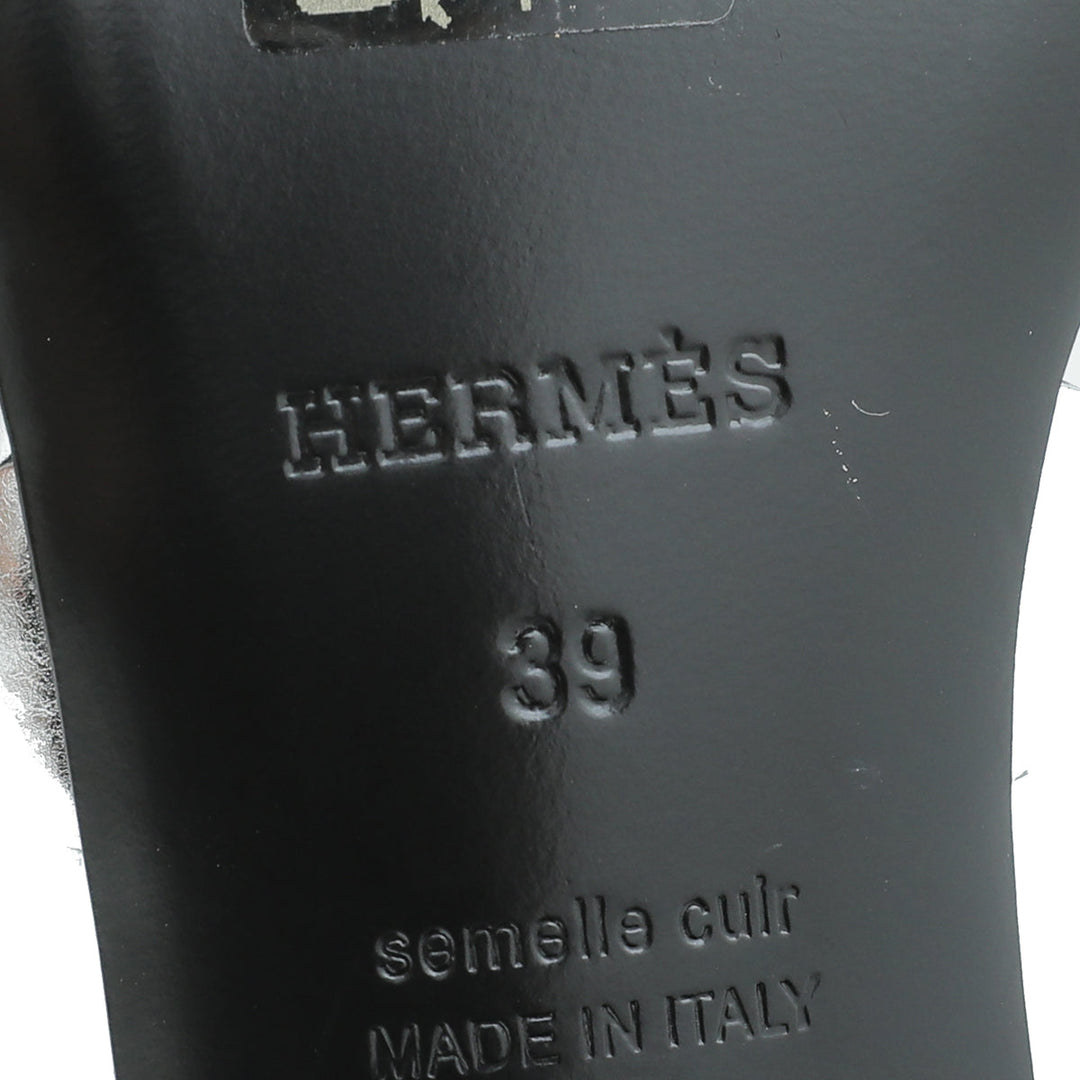 HERMÈS
39
semelle cuir
MADE IN ITALY